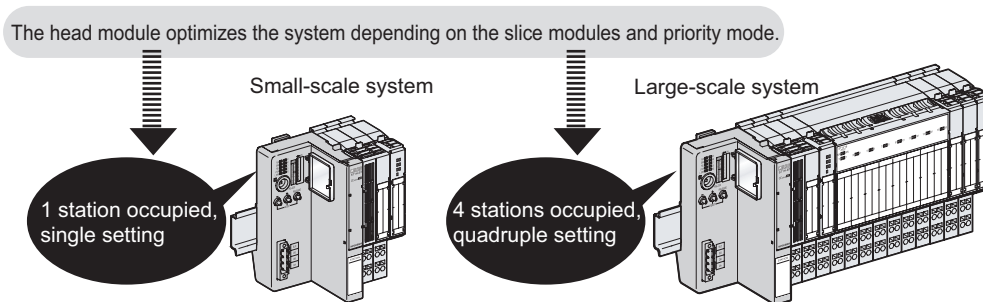 The head module optimizes the system depending on the slice modules and priority mode.
Small-scale system
Large-scale system
1 station occupied,
single setting
4 stations occupied,
quadruple setting